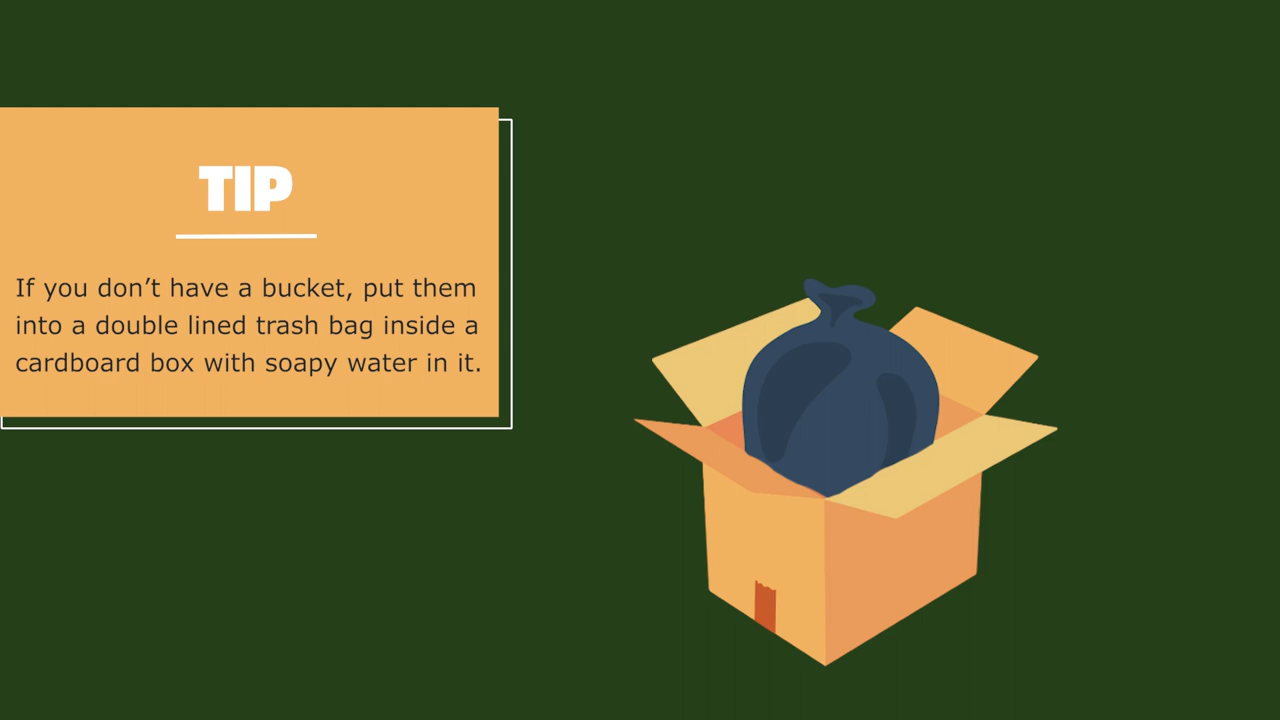 TIP
If you don’t have a bucket, put them
into a double lined trash bag inside a
cardboard box with soapy water in it.